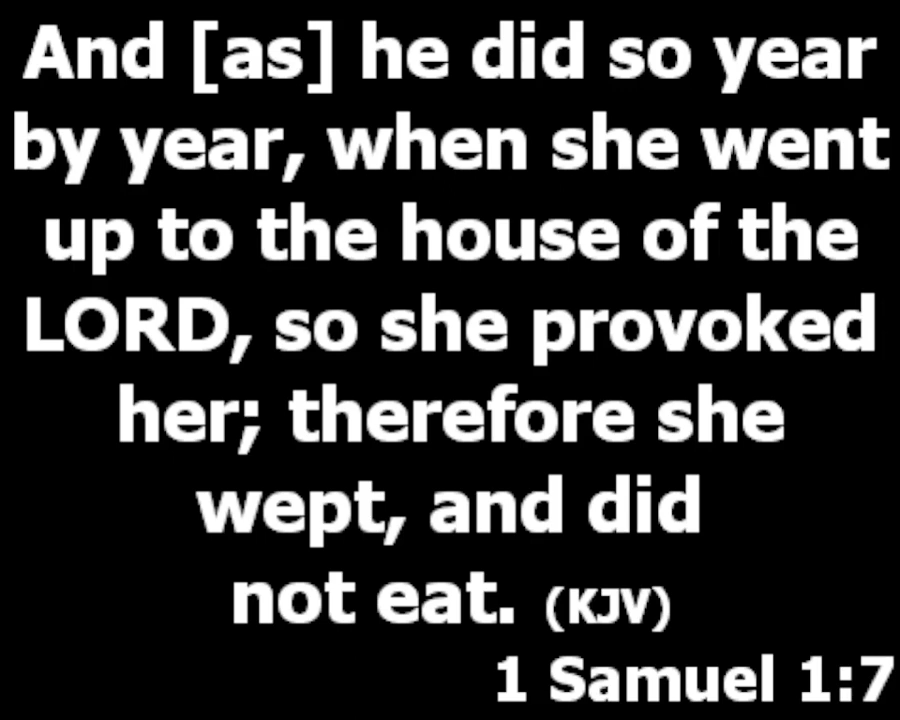 And [as] he did so year
by year, when she went
up to the house of the
LORD, so she provoked
her; therefore she
wept, and did
not eat. (KJV)
1 Samuel 1:7